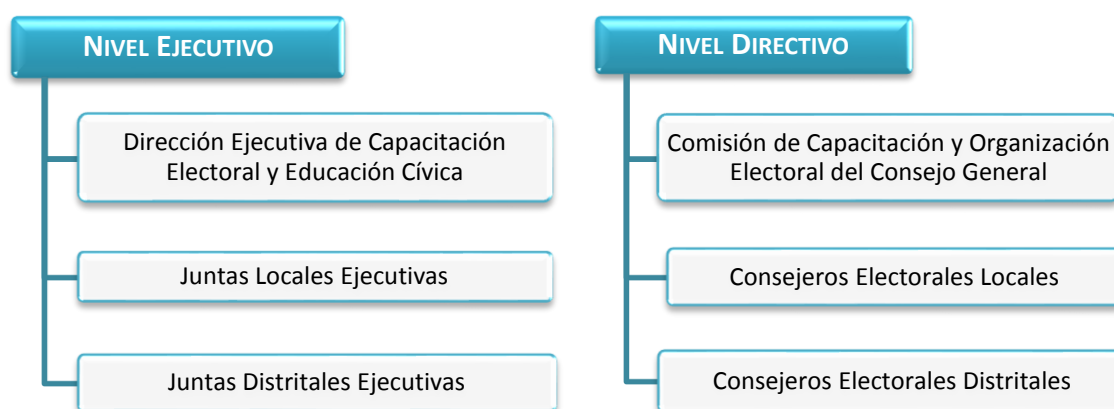 NIVEL EJECUTIVO
Dirección Ejecutiva de Capacitación
Electoral y Educación Cívica
Juntas Locales Ejecutivas
Juntas Distritales Ejecutivas
NIVEL DIRECTIVO
Comisión de Capacitación y Organización
Electoral del Consejo General
Consejeros Electorales Locales
Consejeros Electorales Distritales